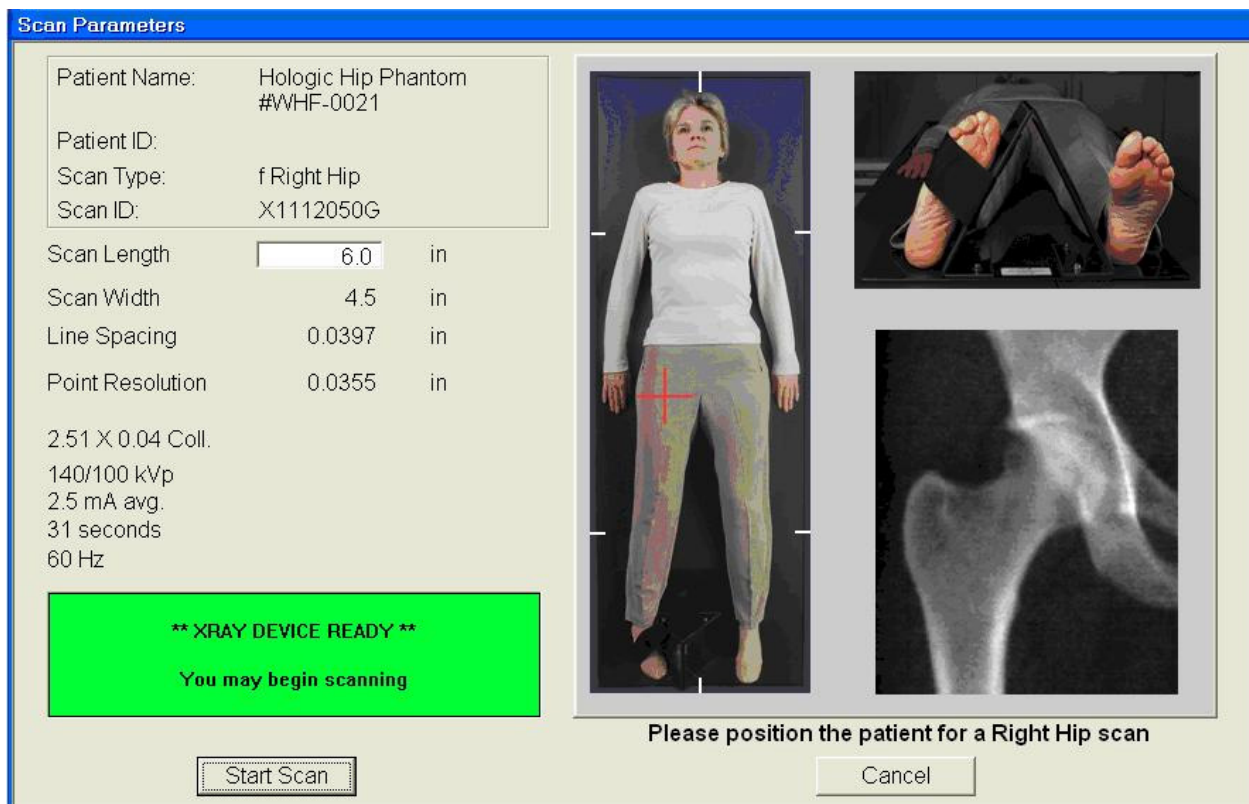 Scan Parameters
Patient Name: Hologic Hip Phantom
#WHF-0021
Patient ID:
Scan Type: f Right Hip
Scan ID: X1112050G
Scan Length 6.0 in
Scan Width 4.5 in
Line Spacing 0.0397 in
Point Resolution 0.0355 in
2.51 X 0.04 Coll.
140/100 kVp
2.5 mA avg.
31 seconds
60 Hz
** XRAY DEVICE READY **
You may begin scanning
Please position the patient for a Right Hip scan
Start Scan
Cancel